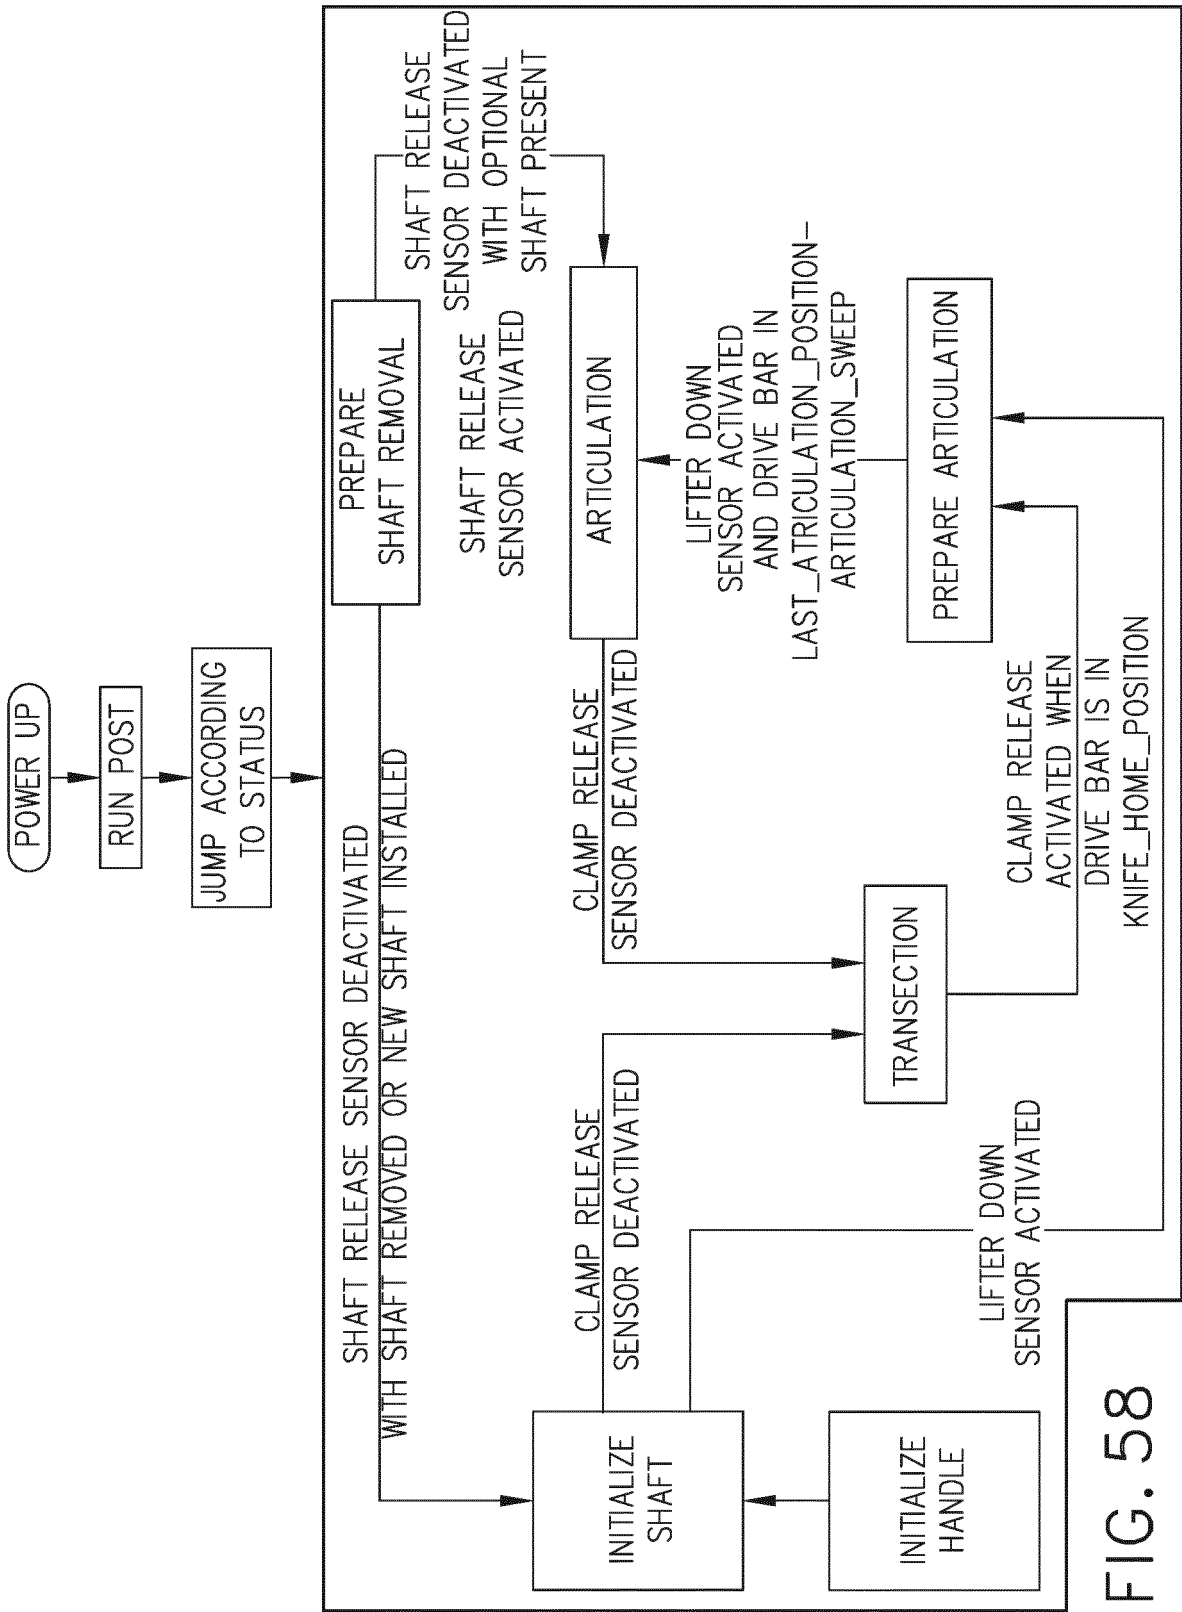 POWER UP
RUN POST
JUMP ACCORDING
TO STATUS
SHAFT RELEASE SENSOR DEACTIVATED
WITH SHAFT REMOVED OR NEW SHAFT INSTALLED
PREPARE
SHAFT REMOVAL
SHAFT RELEASE
SENSOR DEACTIVATED
WITH OPTIONAL
SHAFT PRESENT
SHAFT RELEASE
SENSOR ACTIVATED
INITIALIZE
SHAFT
CLAMP RELEASE
SENSOR DEACTIVATED
CLAMP RELEASE
SENSOR DEACTIVATED
ARTICULATION
LIFTER DOWN
SENSOR ACTIVATED
AND DRIVE BAR IN
LAST_ATRICULATION_POSITION-
ARTICULATION_SWEEP
INITIALIZE
HANDLE
TRANSECTION
PREPARE ARTICULATION
LIFTER DOWN
SENSOR ACTIVATED
CLAMP RELEASE
ACTIVATED WHEN
DRIVE BAR IS IN
KNIFE_HOME_POSITION
FIG. 58